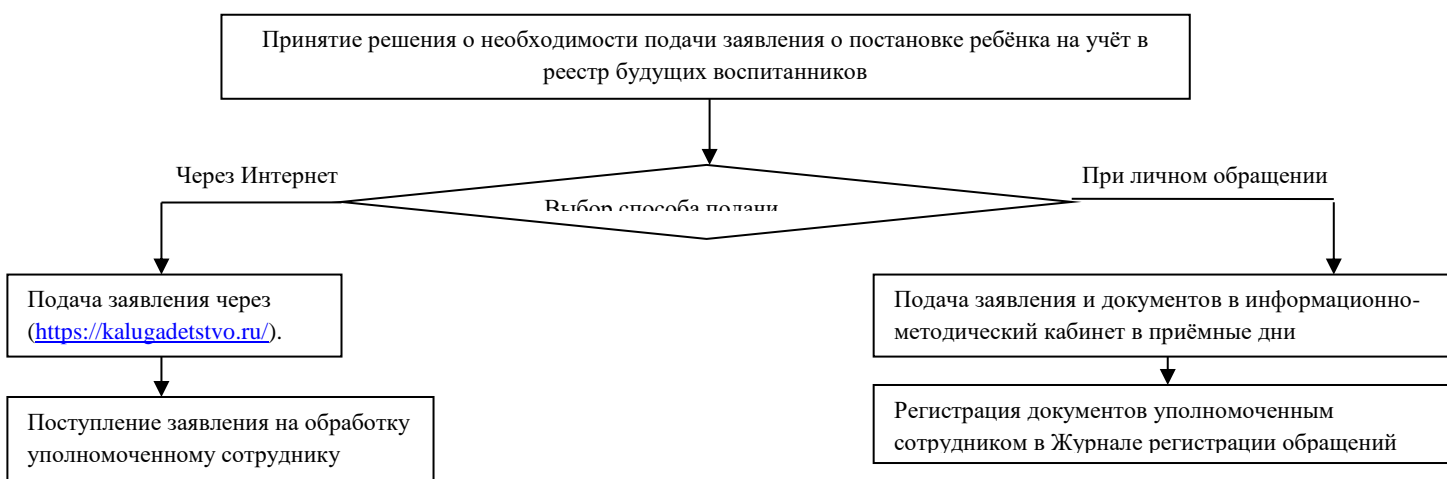 Принятие решения о необходимости подачи заявления о постановке ребёнка на учёт в
реестр будущих воспитанников
Через Интернет
При личном обращении
Выбор способа подачи
Подача заявления через
(https://kalugadetstvo.ru/).
Подача заявления и документов в информационно-
методический кабинет в приёмные дни
Поступление заявления на обработку
уполномоченному сотруднику
Регистрация документов уполномоченным
сотрудником в Журнале регистрации обращений